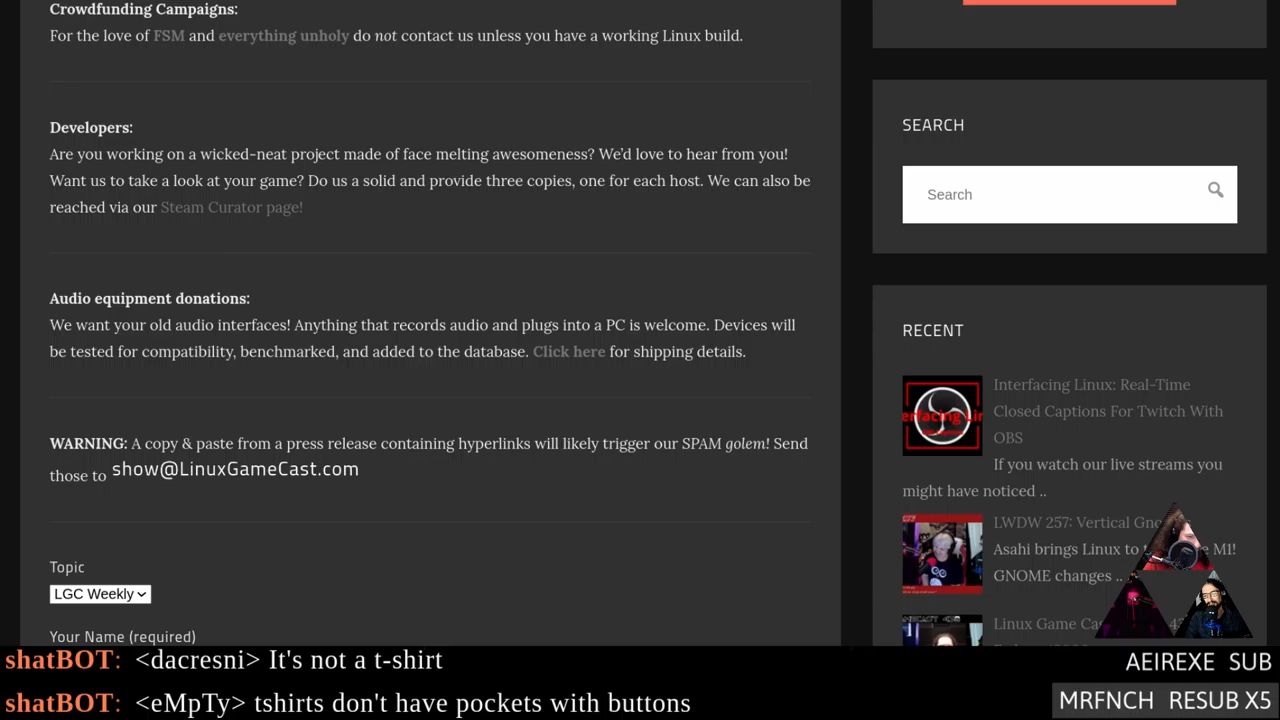 Crowdfunding Campaigns:
For the love of FSM and everything unholy do not contact us unless you have a working Linux build.
Developers:
Are you working on a wicked-neat project made of face melting awesomeness? We'd love to hear from you!
Want us to take a look at your game? Do us a solid and provide three copies, one for each host. We can also be
reached via our Steam Curator page!
Audio equipment donations:
We want your old audio interfaces! Anything that records audio and plugs into a PC is welcome. Devices will
be tested for compatibility, benchmarked, and added to the database. Click here for shipping details.
WARNING: A copy & paste from a press release containing hyperlinks will likely trigger our SPAM golem! Send
those to show@LinuxGameCast.com
Topic
LGC Weekly
Your Name (required)
SEARCH
Search
RECENT
Interfacing Linux: Real-Time
Closed Captions For Twitch With
OBS
If you watch our live streams you
might have noticed ..
LWDW 257: Vertical
Asahi brings Linux to M1!
GNOME changes ..
Linux Game
shatBOT: <dacresni> It's not a t-shirt
shatBOT: <eMpTy> tshirts don't have pockets with buttons
AEIREXE SUB
MRFNCH RESUB X5